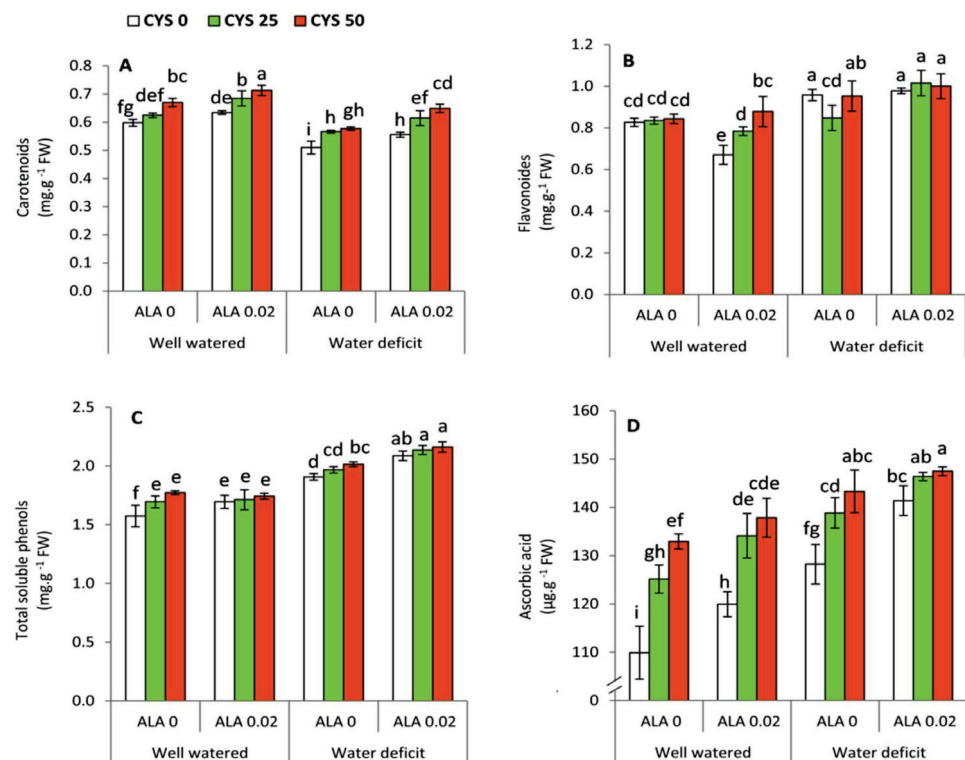 CYS 0 CYS 25 CYS 50
A
Carotenoids
(mg.g⁻¹ FW)
0.8
0.7
0.6
0.5
0.4
0.3
0.2
0.1
0.0
fg def bc de b a i h gh h ef cd
ALA 0 ALA 0.02 ALA 0 ALA 0.02
Well watered Water deficit
B
Flavonoides
(mg.g-¹ FW)
1.2
1.0
0.8
0.6
0.4
0.2
0.0
cd cd cd e d bc a cd ab a a a
ALA 0 ALA 0.02 ALA 0 ALA 0.02
Well watered Water deficit
C
Total soluble phenols
(mg.g⁻¹ FW)
2.5
2.0
1.5
1.0
0.5
0.0
f e e e e e d cd bc ab a a
ALA 0 ALA 0.02 ALA 0 ALA 0.02
Well watered Water deficit
D
Ascorbic acid
(µg.g⁻¹ FW)
160
150
140
130
120
110
0
i gh ef h de cde fg cd abc bc ab a
ALA 0 ALA 0.02 ALA 0 ALA 0.02
Well watered Water deficit